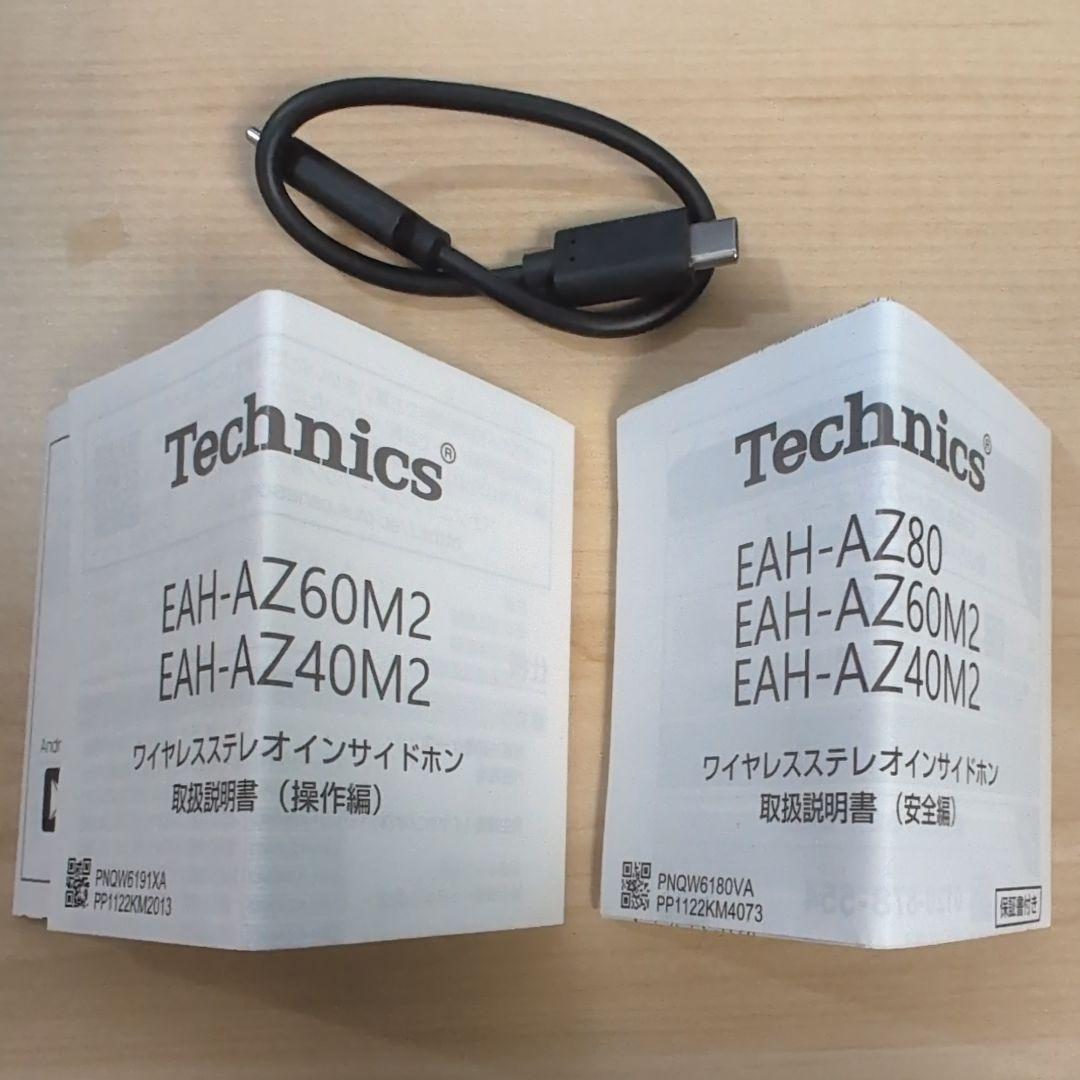 Technics®
EAH-AZ60M2
EAH-AZ40M2
ワイヤレスステレオインサイドホン
取扱説明書（操作編）
PNQW6191XA
PP1122KM2013
Andr
Technics®
EAH-AZ80
EAH-AZ60M2
EAH-AZ40M2
ワイヤレスステレオインサイドホン
取扱説明書（安全編）
PNQW6180VA
PP1122KM4073
保証書付き